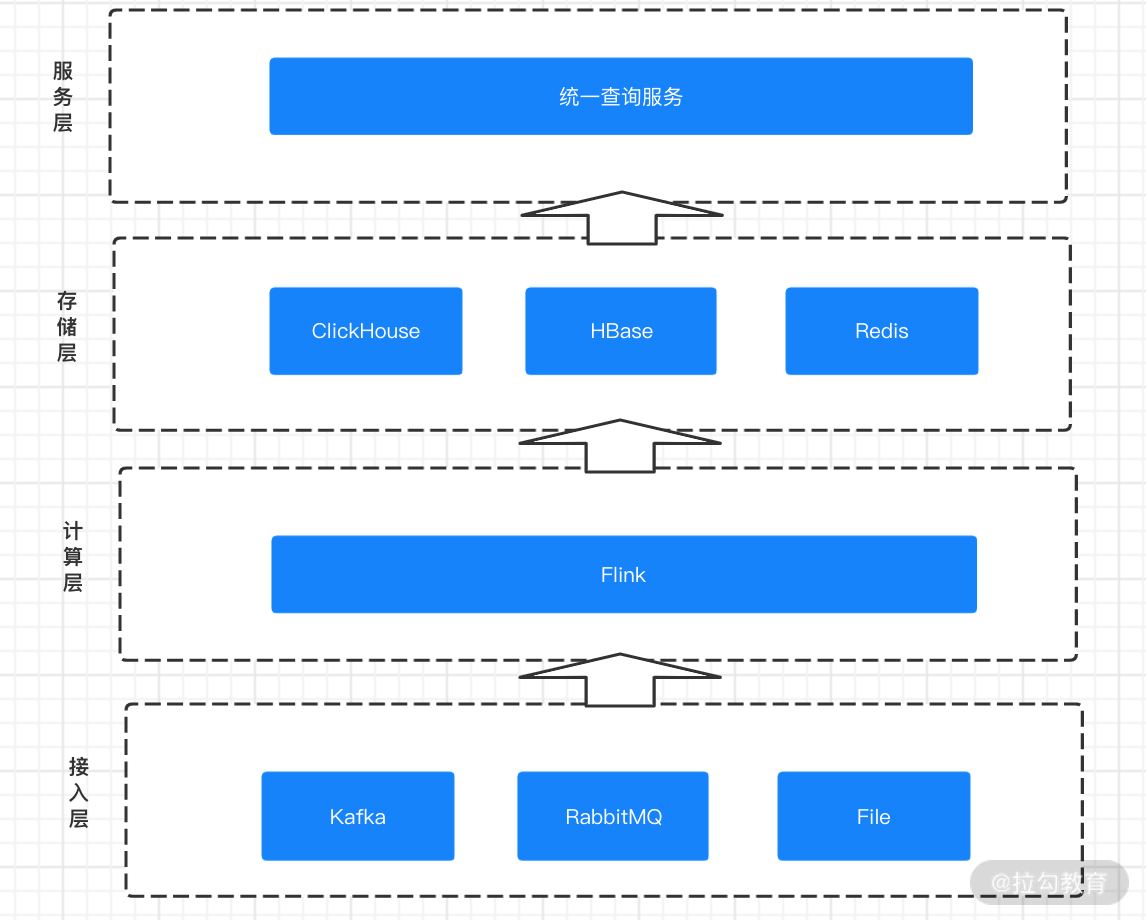 服务层
统一查询服务
存储层
ClickHouse
HBase
Redis
计算层
Flink
接入层
Kafka
RabbitMQ
File
@拉勾教育